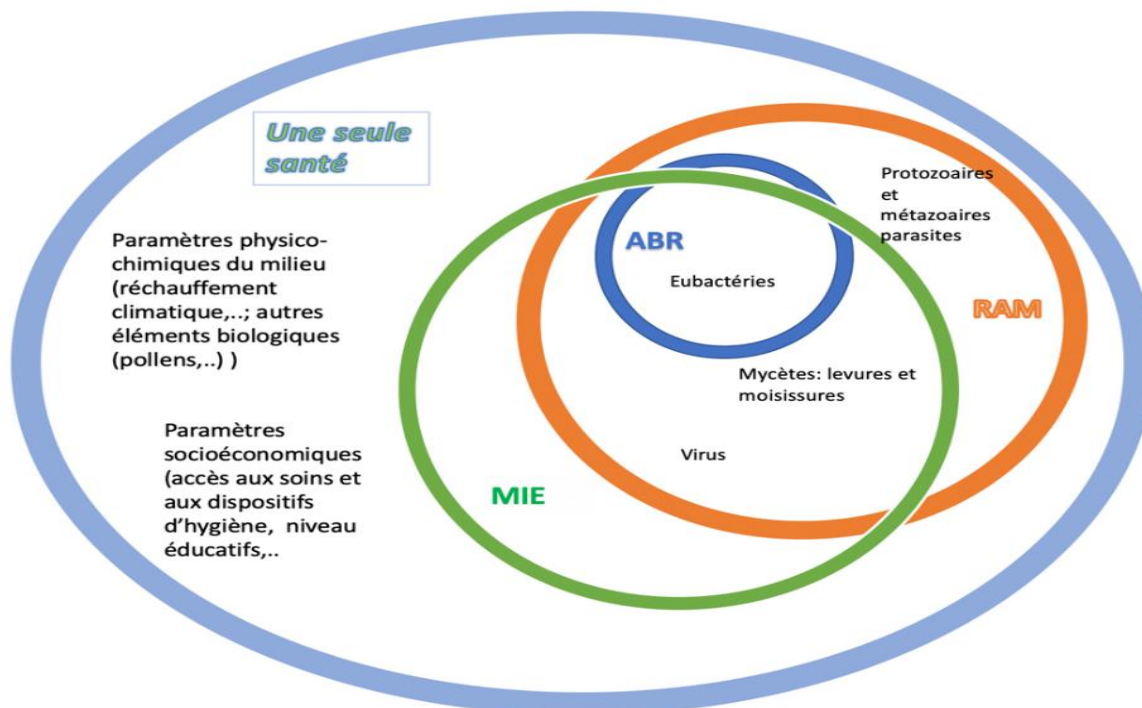 Une seule
santé
Paramètres physico-
chimiques du milieu
(réchauffement
climatique,..; autres
éléments biologiques
(pollens,..) )
Paramètres
socioéconomiques
(accès aux soins et
aux dispositifs
d’hygiène, niveau
éducatifs,..
ABR
Eubactéries
Protozoaires
et
métazoaires
parasites
RAM
Mycètes: levures et
moisissures
Virus
MIE